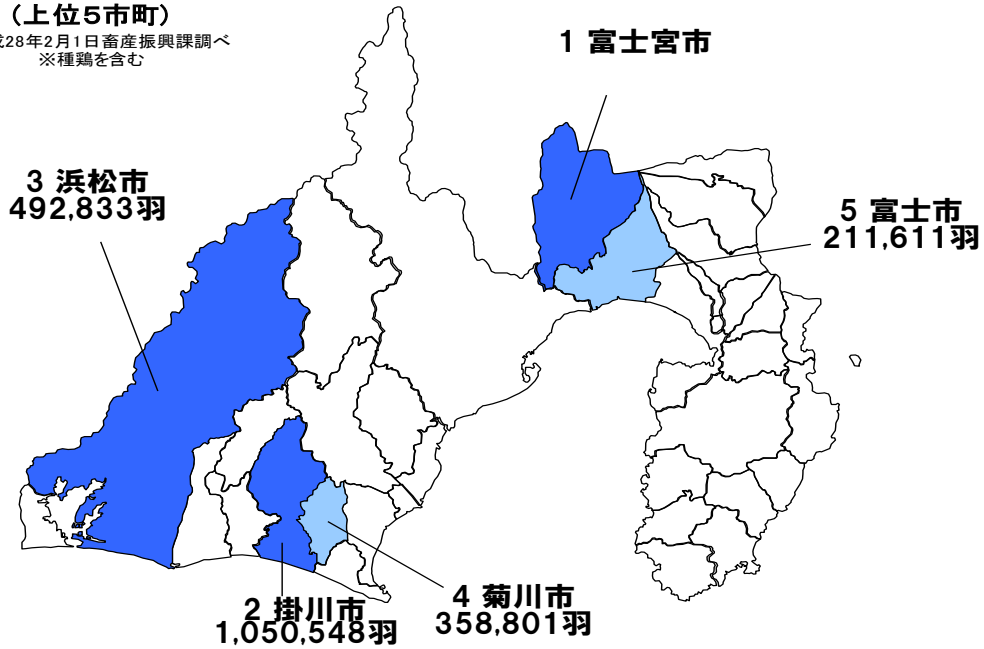 (上位5市町)
28年2月1日畜産振興課調べ
※種鶏を含む
1 富士宮市
3 浜松市
492,833羽
5 富士市
211,611羽
2 掛川市
1,050,548羽
4 菊川市
358,801羽